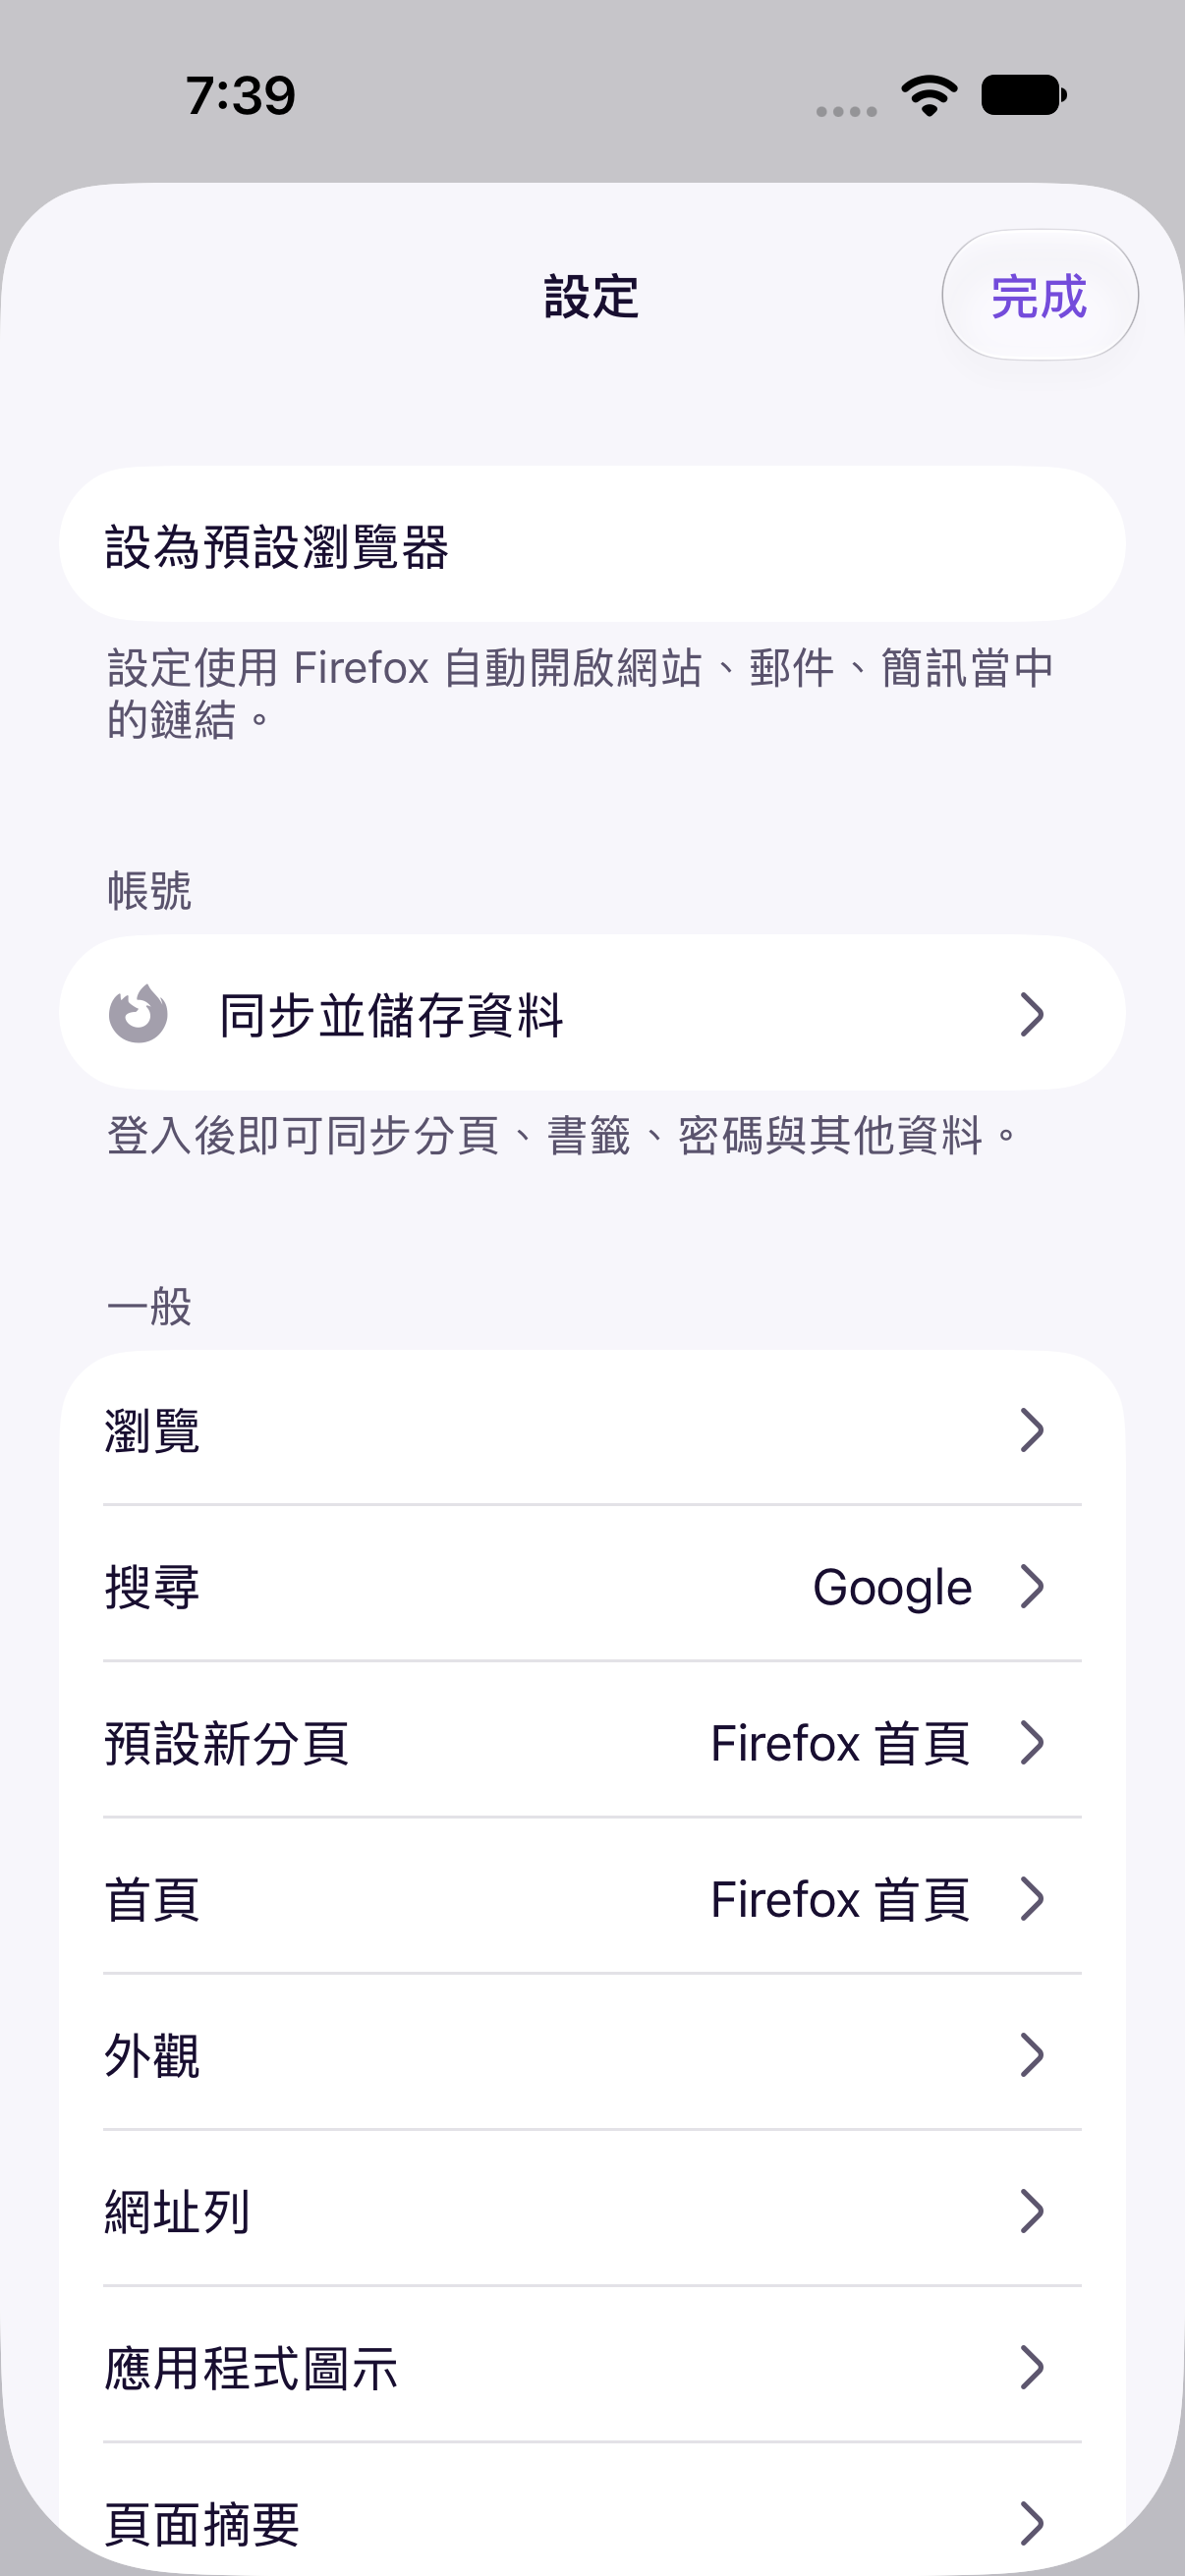 7:39
設定
完成
設為預設瀏覽器
設定使用 Firefox 自動開啟網站、郵件、簡訊當中
的鏈結。
帳號
同步並儲存資料
登入後即可同步分頁、書籤、密碼與其他資料。
一般
瀏覽
搜尋 Google
預設新分頁 Firefox 首頁
首頁 Firefox 首頁
外觀
網址列
應用程式圖示
頁面摘要